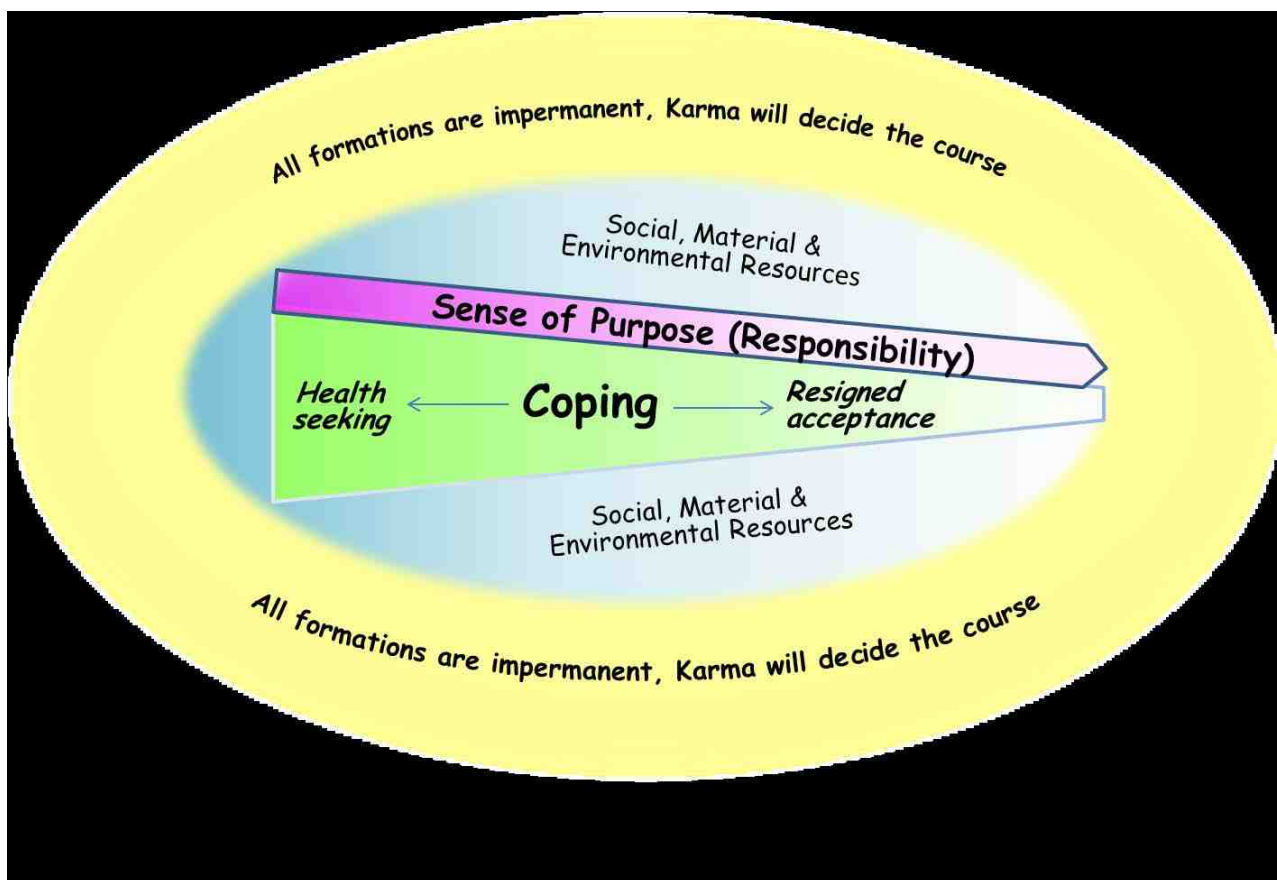 All formations are impermanent, Karma will decide the course
Social, Material &
Environmental Resources
Sense of Purpose (Responsibility)
Health
seeking
Coping
Resigned
acceptance
Social, Material &
Environmental Resources
All formations are impermanent, Karma will decide the course